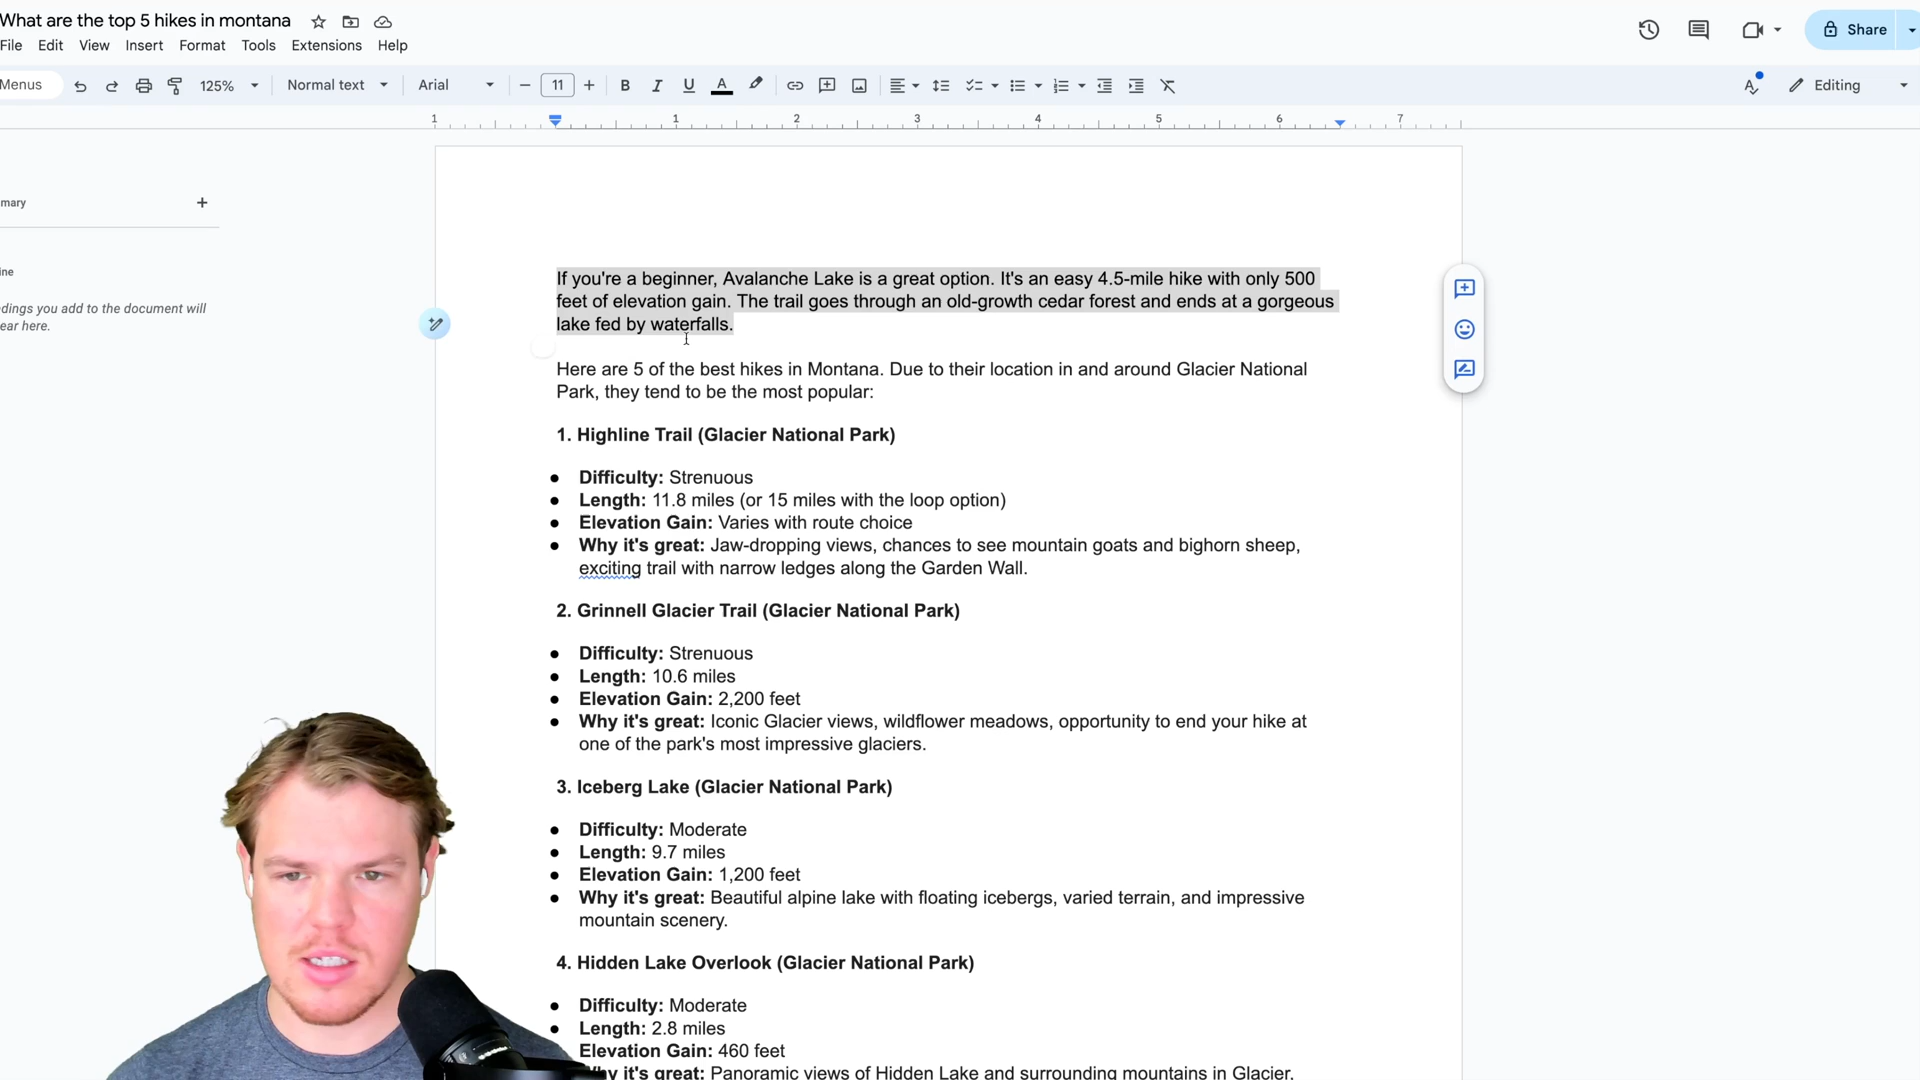 What are the top 5 hikes in montana
File Edit View Insert Format Tools Extensions Help
Share
Menus 125% Normal text Arial 11 B I U A Editing
1 1 2 3 4 5 6 7
mary
If you're a beginner, Avalanche Lake is a great option. It's an easy 4.5-mile hike with only 500
feet of elevation gain. The trail goes through an old-growth cedar forest and ends at a gorgeous
lake fed by waterfalls.
ine
dings you add to the document will
ear here.
Here are 5 of the best hikes in Montana. Due to their location in and around Glacier National
Park, they tend to be the most popular:
1. Highline Trail (Glacier National Park)
● Difficulty: Strenuous
● Length: 11.8 miles (or 15 miles with the loop option)
● Elevation Gain: Varies with route choice
● Why it's great: Jaw-dropping views, chances to see mountain goats and bighorn sheep,
exciting trail with narrow ledges along the Garden Wall.
2. Grinnell Glacier Trail (Glacier National Park)
● Difficulty: Strenuous
● Length: 10.6 miles
● Elevation Gain: 2,200 feet
● Why it's great: Iconic Glacier views, wildflower meadows, opportunity to end your hike at
one of the park's most impressive glaciers.
3. Iceberg Lake (Glacier National Park)
● Difficulty: Moderate
● Length: 9.7 miles
● Elevation Gain: 1,200 feet
● Why it's great: Beautiful alpine lake with floating icebergs, varied terrain, and impressive
mountain scenery.
4. Hidden Lake Overlook (Glacier National Park)
● Difficulty: Moderate
● Length: 2.8 miles
Elevation Gain: 460 feet
hy it's great: Panoramic views of Hidden Lake and surrounding mountains in Glacier.